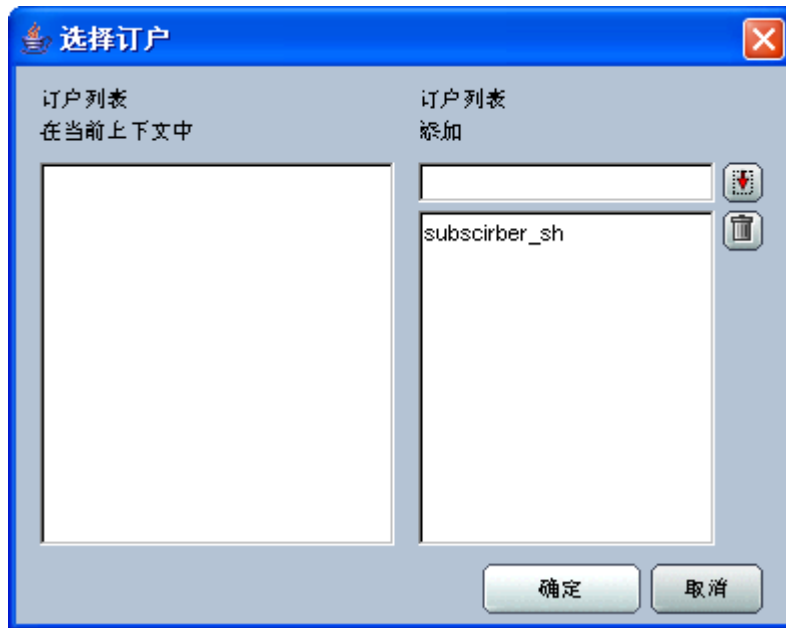 选择订户
订户列表
在当前上下文中
订户列表
添加
subscirber_sh
确定
取消